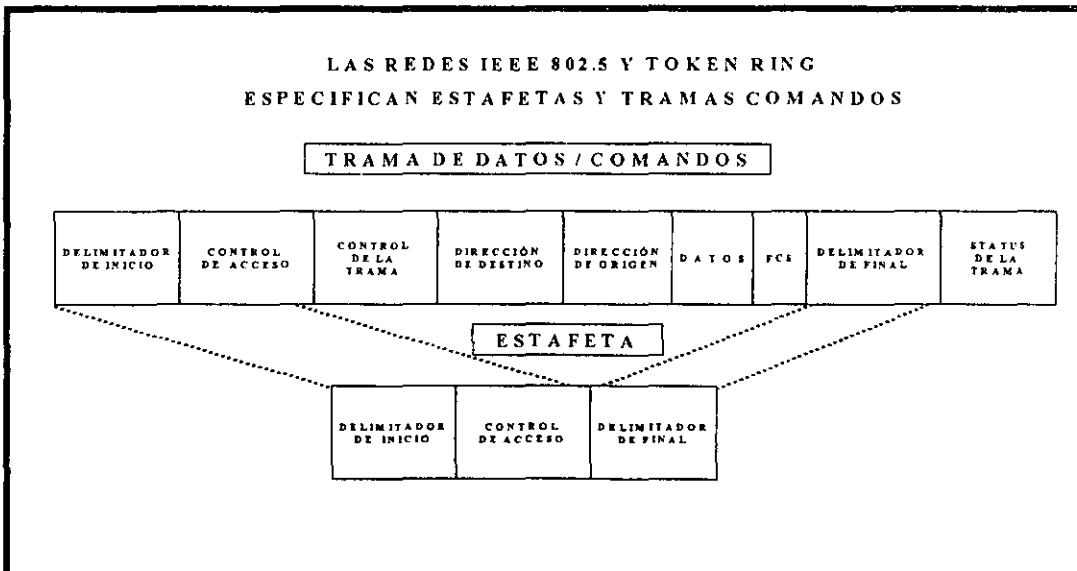 LAS REDES IEEE 802.5 Y TOKEN RING
ESPECIFICAN ESTAFETAS Y TRAMAS COMANDOS
TRAMA DE DATOS / COMANDOS
DELIMITADOR
DE INICIO
CONTROL
DE ACCESO
CONTROL
DE LA
TRAMA
DIRECCIÓN
DE DESTINO
DIRECCIÓN
DE ORIGEN
DATOS
FCS
DELIMITADOR
DE FINAL
STATUS
DE LA
TRAMA
ESTAFETA
DELIMITADOR
DE INICIO
CONTROL
DE ACCESO
DELIMITADOR
DE FINAL